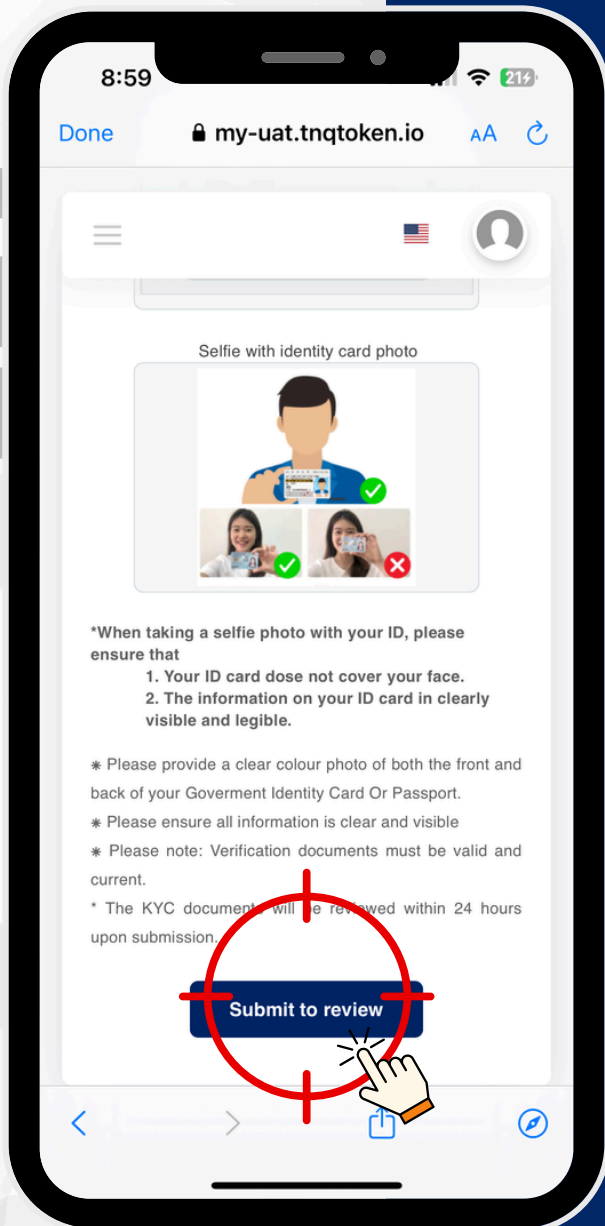 8:59
21
Done
my-uat.tnqtoken.io
AA
Selfie with identity card photo
*When taking a selfie photo with your ID, please
ensure that
1. Your ID card dose not cover your face.
2. The information on your ID card in clearly
visible and legible.
* Please provide a clear colour photo of both the front and
back of your Goverment Identity Card Or Passport.
* Please ensure all information is clear and visible
* Please note: Verification documents must be valid and
current.
* The KYC documents will be reviewed within 24 hours
upon submission.
Submit to review